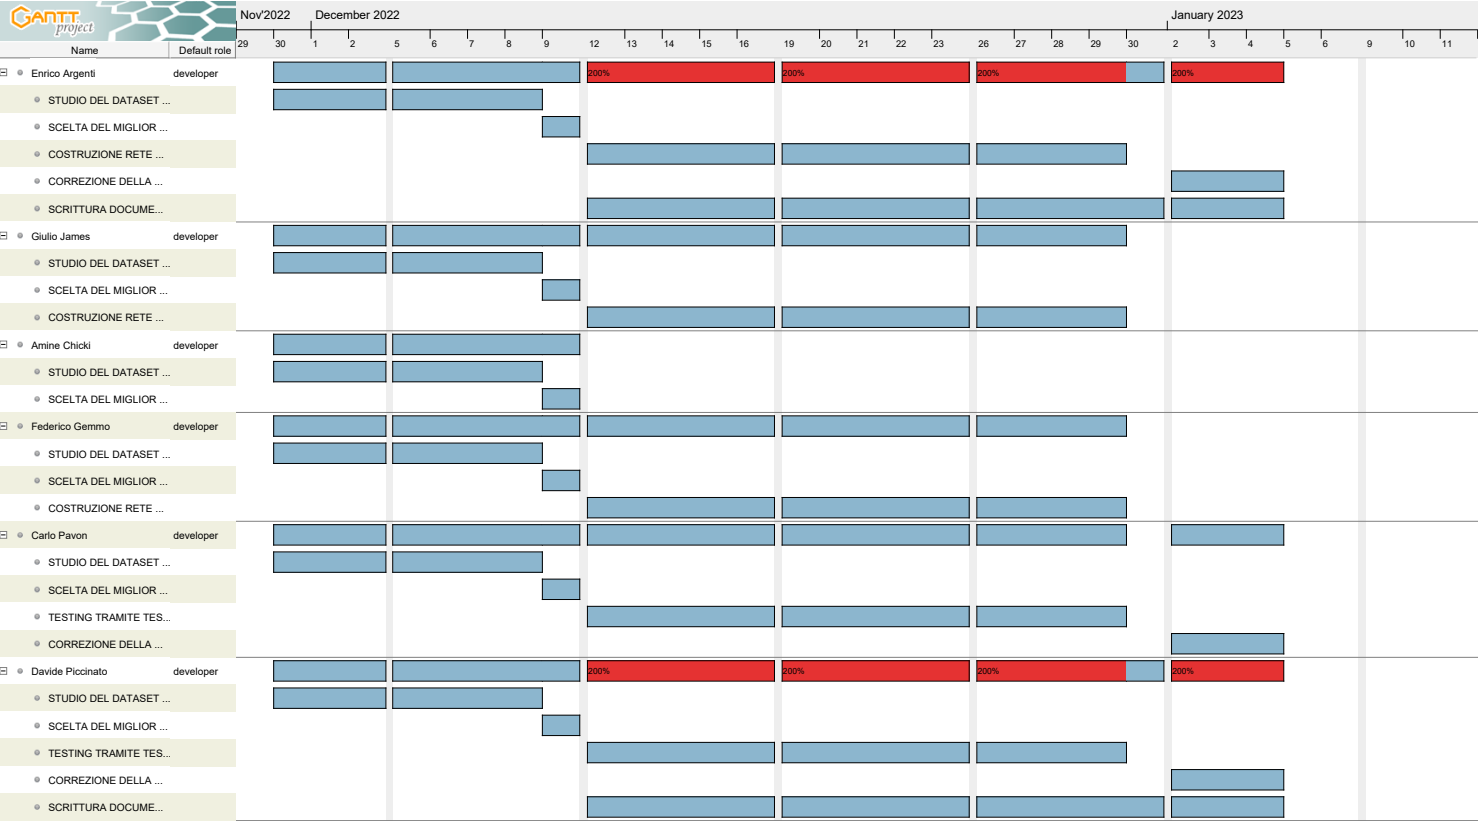 GANTT
project
Nov'2022 December 2022 January 2023
Name Default role
29 30 1 2 5 6 7 8 9 12 13 14 15 16 19 20 21 22 23 26 27 28 29 30 2 3 4 5 6 9 10 11
Enrico Argenti developer 200% 200% 200% 200%
STUDIO DEL DATASET ...
SCELTA DEL MIGLIOR ...
COSTRUZIONE RETE ...
CORREZIONE DELLA ...
SCRITTURA DOCUME...
Giulio James developer
STUDIO DEL DATASET ...
SCELTA DEL MIGLIOR ...
COSTRUZIONE RETE ...
Amine Chicki developer
STUDIO DEL DATASET ...
SCELTA DEL MIGLIOR ...
Federico Gemmo developer
STUDIO DEL DATASET ...
SCELTA DEL MIGLIOR ...
COSTRUZIONE RETE ...
Carlo Pavon developer
STUDIO DEL DATASET ...
SCELTA DEL MIGLIOR ...
TESTING TRAMITE TES...
CORREZIONE DELLA ...
Davide Piccinato developer 200% 200% 200% 200%
STUDIO DEL DATASET ...
SCELTA DEL MIGLIOR ...
TESTING TRAMITE TES...
CORREZIONE DELLA ...
SCRITTURA DOCUME...